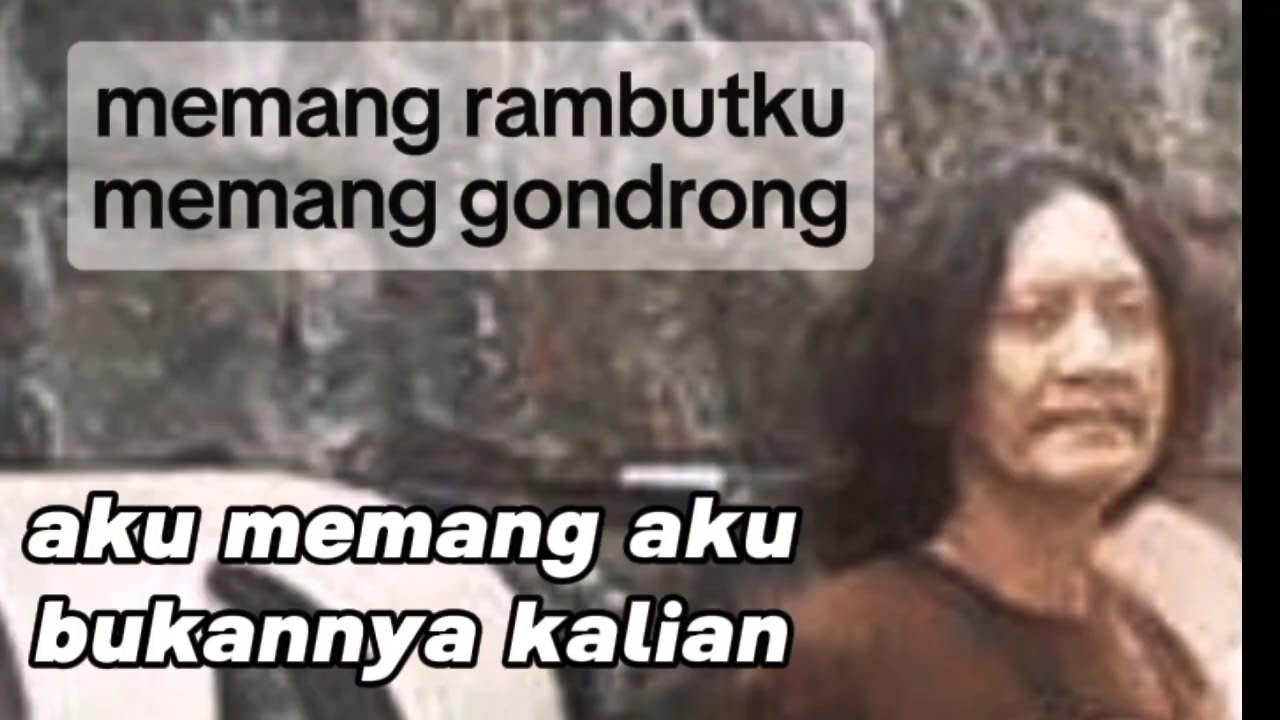 memang rambutku
memang gondrong
aku memang aku
bukannya kalian